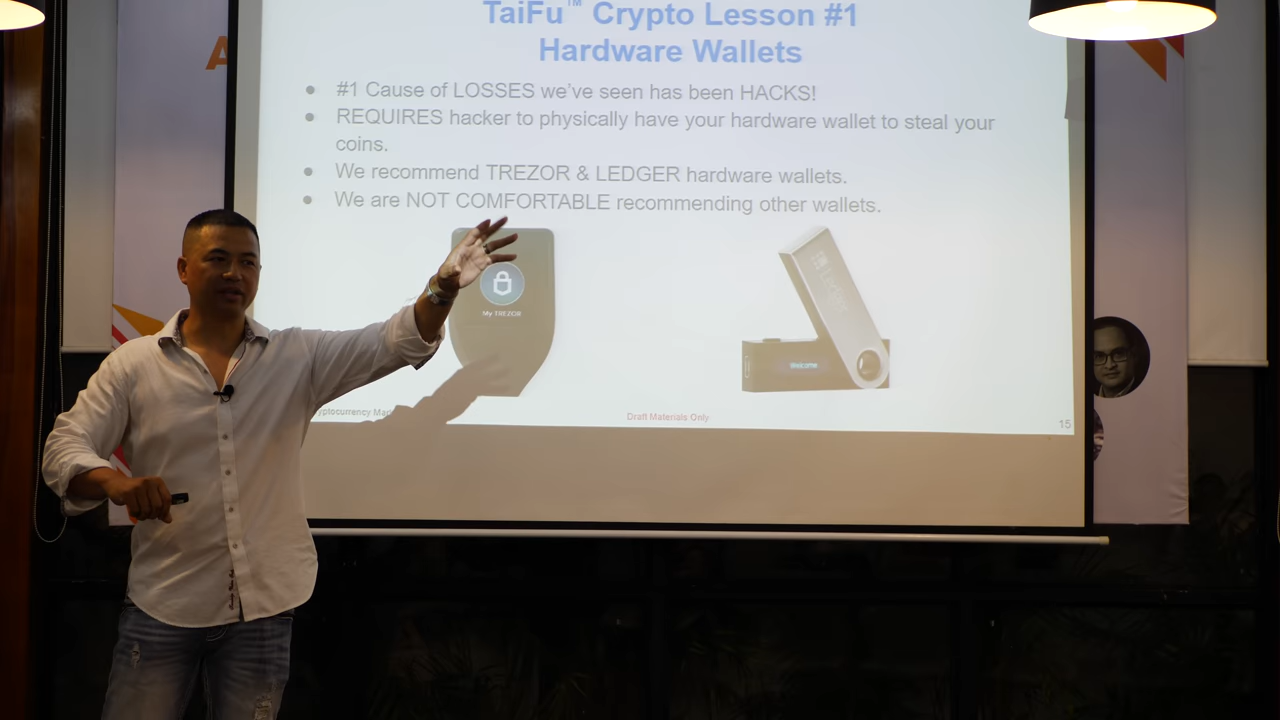 TaiFu™ Crypto Lesson #1
Hardware Wallets
#1 Cause of LOSSES we've seen has been HACKS!
REQUIRES hacker to physically have your hardware wallet to steal your
coins.
We recommend TREZOR & LEDGER hardware wallets.
We are NOT COMFORTABLE recommending other wallets.
My TREZOR
Welcome
Draft Materials Only
15